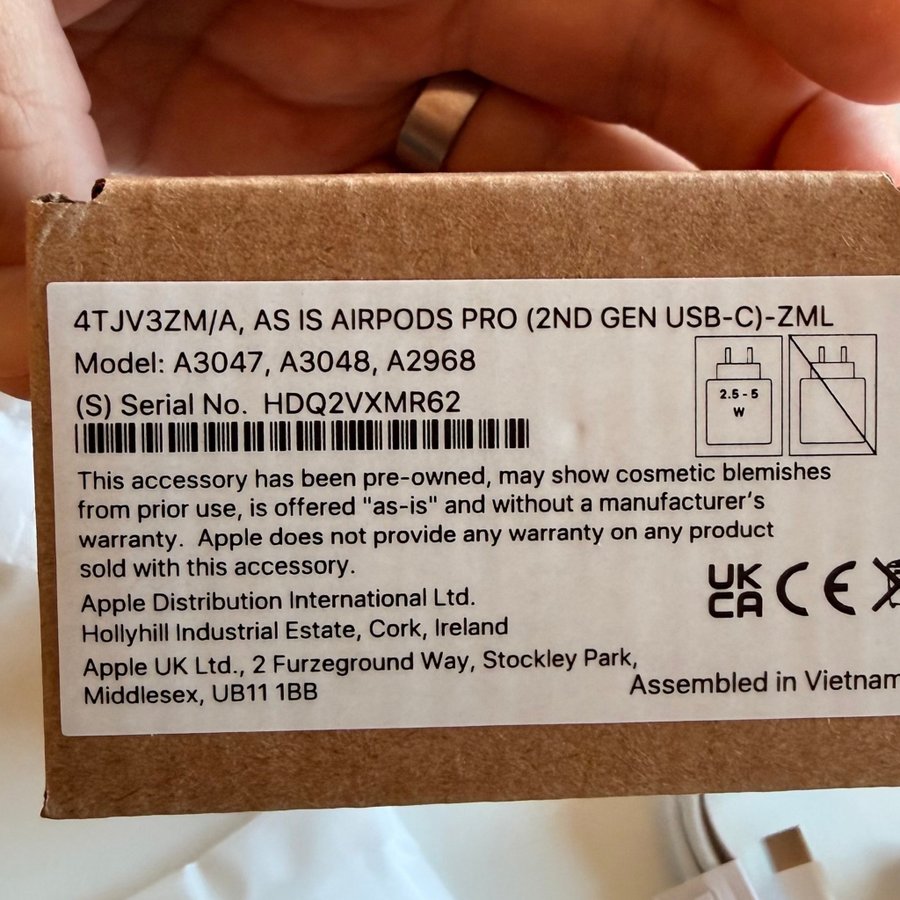 4TJV3ZM/A, AS IS AIRPODS PRO (2ND GEN USB-C)-ZML
Model: A3047, A3048, A2968
(S) Serial No. HDQ2VXMR62
2.5 - 5
W
This accessory has been pre-owned, may show cosmetic blemishes
from prior use, is offered "as-is" and without a manufacturer's
warranty. Apple does not provide any warranty on any product
sold with this accessory.
UK
CA CE
Apple Distribution International Ltd.
Hollyhill Industrial Estate, Cork, Ireland
Apple UK Ltd., 2 Furzeground Way, Stockley Park,
Middlesex, UB11 1BB
Assembled in Vietnam